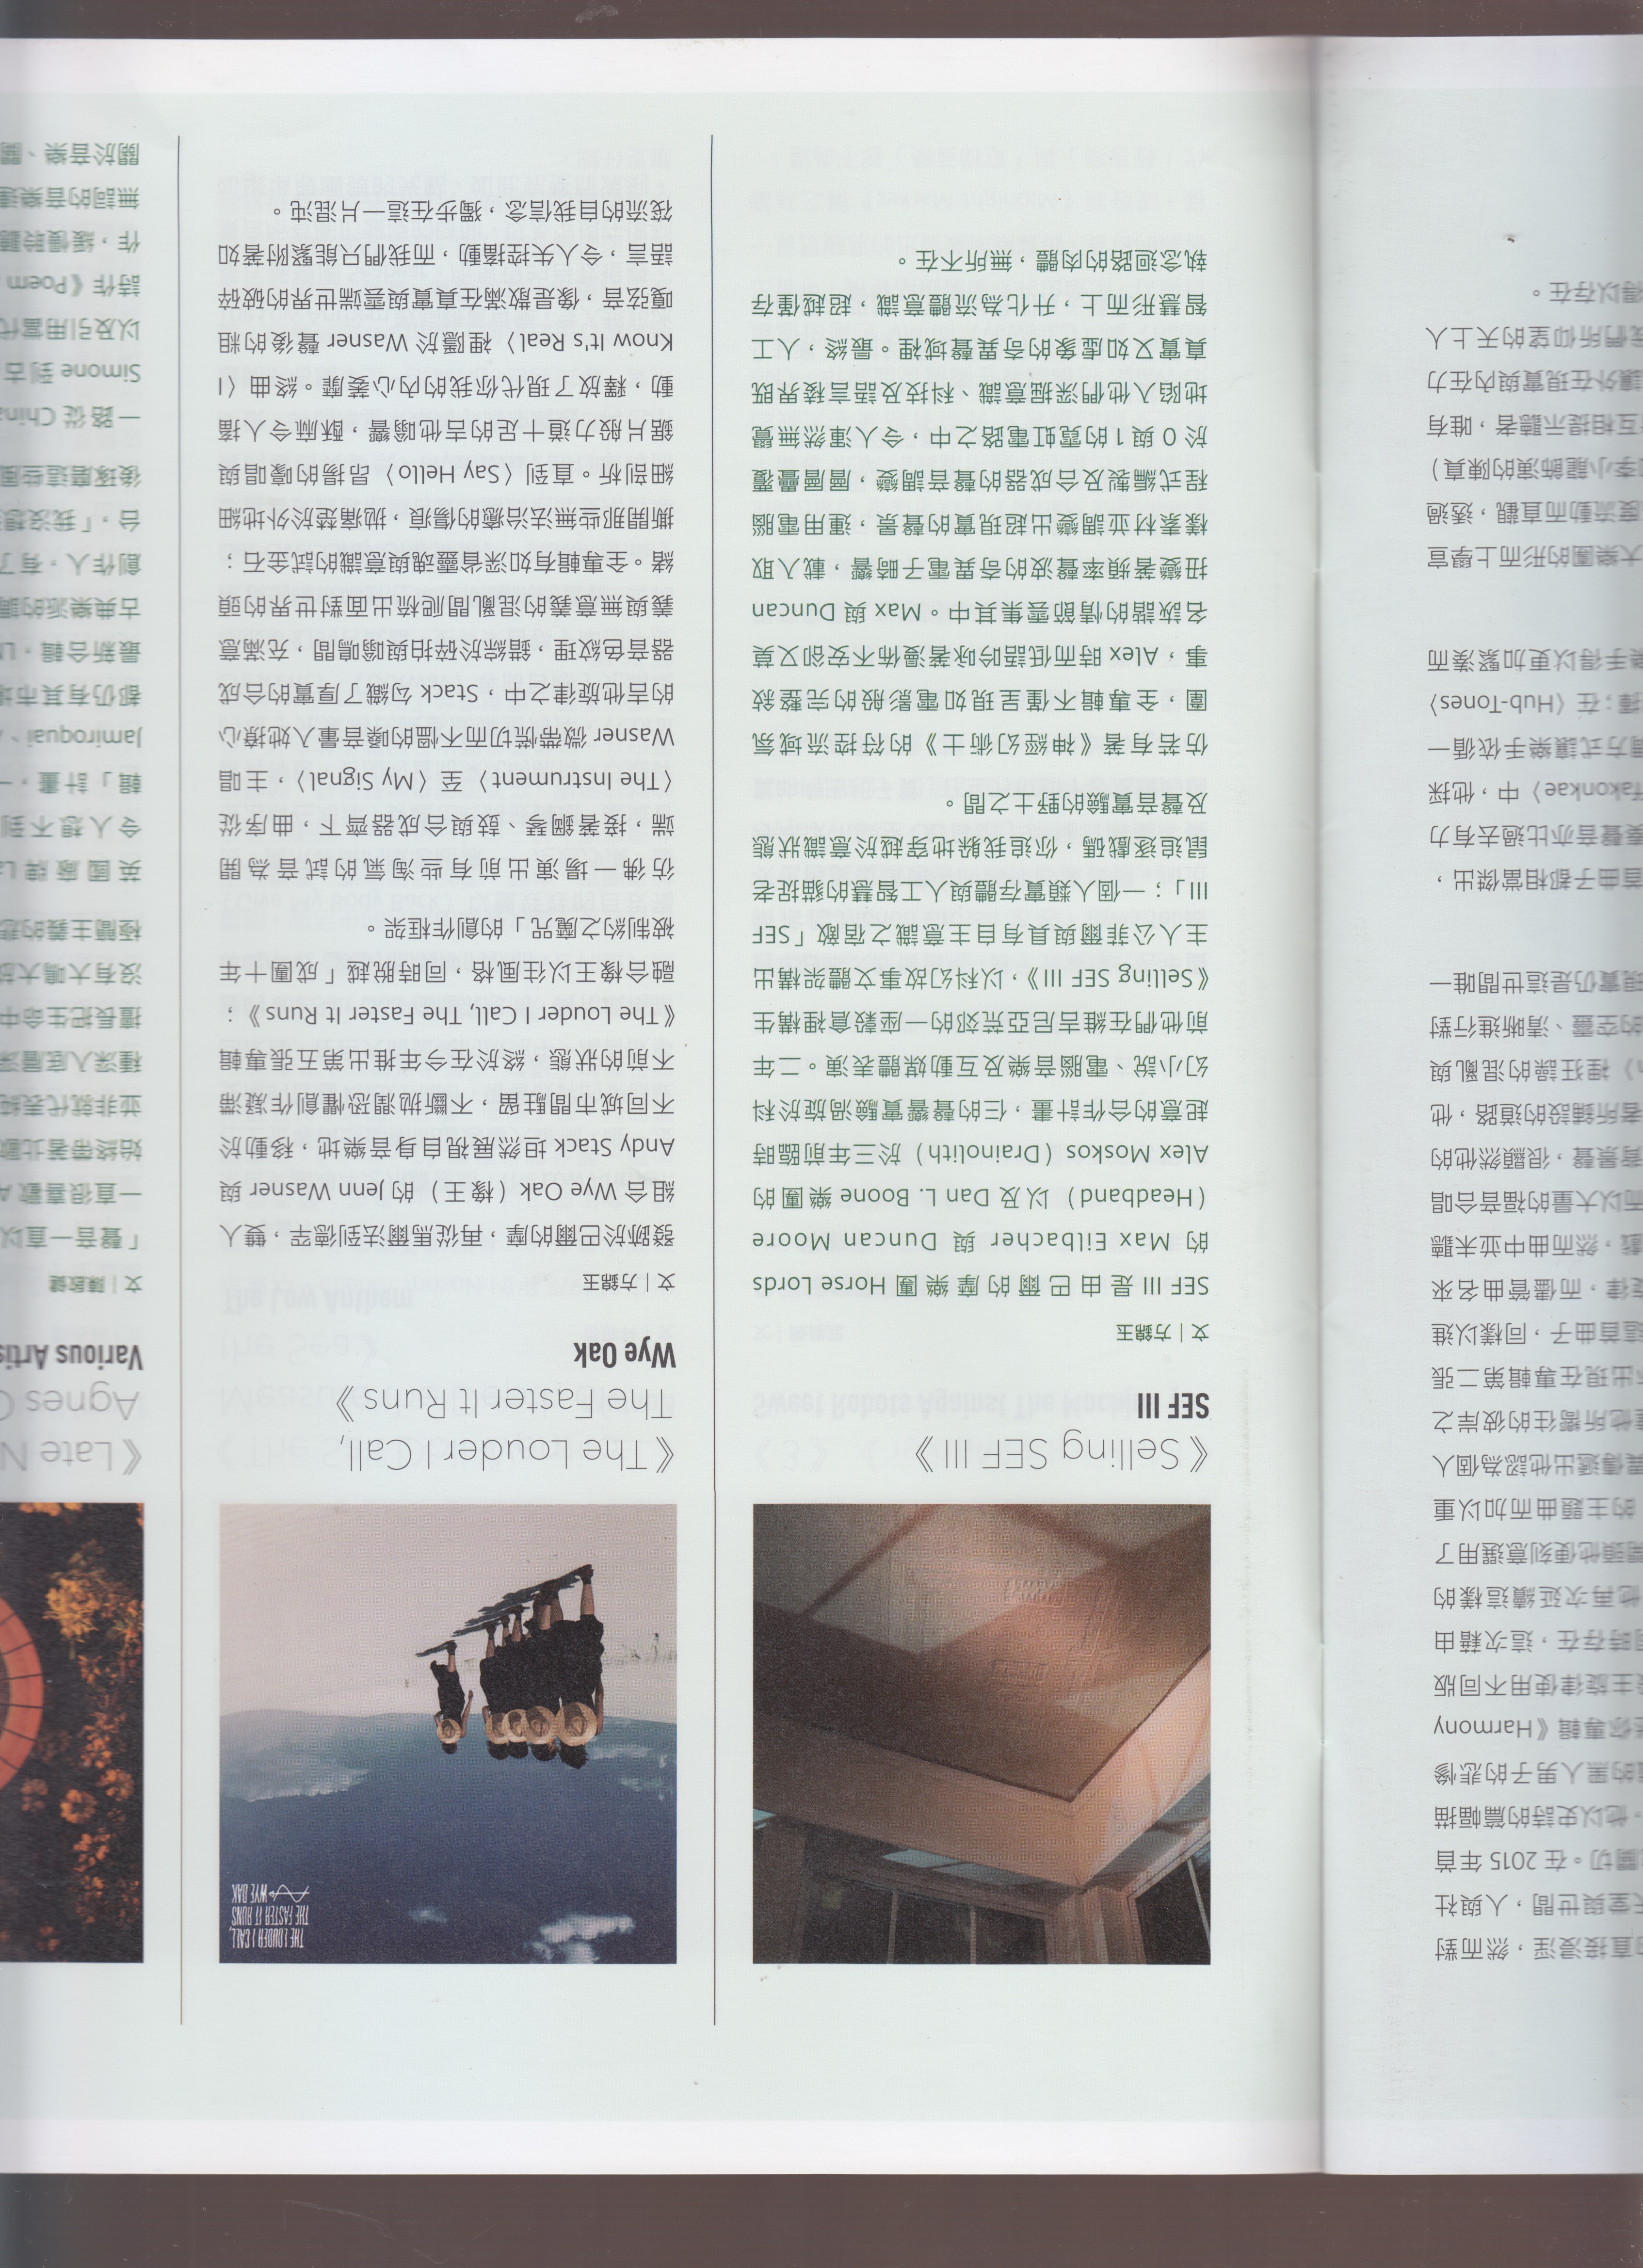 的直接浸淫，然而對
天堂與世間，人與社
關切。在 2015 年首
，他以史詩的篇幅描
的黑人男子的悲慘
迷你專輯《Harmony
主旋律使用不同版
同時存在，這次藉由
他再次延續這樣的
開頭他便刻意選用了
的主題曲而加以重
異傳遞出他認為個人
他所嚮往的彼岸之
出現在專輯第二張
這首曲子，同樣以進
旋律，而儘管曲名來
戲，然而曲中並未聽
而以大量的福音合唱
背景聲，很顯然他的
者所鋪設的道路，他
〉裡狂譟的混亂與
的空靈、清晰進行對
現實仍是這世間唯一
首曲子都相當傑出，
奏聲音亦比過去有力
ffakonkae〉中，他採
調方式讓樂手依循一
揮；在〈Hub-Tones〉
樂手得以更加緊湊而
大樂團的形而上學宣
度流動而直觀，透過
李小龍飾演的陳真）
互相提示聽者，唯有
讓外在現實與內在力
我們所仰望的天上人
得以存在。
《Selling SEF III》
SEF III
文｜方錦玉
SEF III 是由巴爾的摩樂團 Horse Lords
的 Max Eilbacher 與 Duncan Moore
（Headband）以及 Dan L. Boone 樂團的
Alex Moskos（Drainolith）於三年前臨時
起意的合作計畫，仨的聲響實驗渦旋於科
幻小說、電腦音樂及互動媒體表演。二年
前他們在維吉尼亞荒郊的一座穀倉裡構生
《Selling SEF III》，以科幻故事文體架構出
主人公菲爾與具有自主意識之宿敵「SEF
III」；一個人類實存體與人工智慧的貓捉老
鼠追逐戲碼，你追我躲地穿越於意識狀態
及聲音實驗的野土之間。
仿若有著《神經幻術士》的符控流域氛
圍，全專輯不僅呈現如電影般的完整敍
事，Alex 時而低語吟咏著漫佈不安卻又莫
名詼諧的情節雲集其中。Max 與 Duncan
扭變著頻率聲波的奇異電子畸響，載入取
樣素材並調變出超現實的聲景，運用電腦
程式編製及合成器的聲音調變，層層疊覆
於 0 與 1 的霓虹電路之中，令人渾然無覺
地陷入他們深掘意識、科技及語言稜界既
真實又如虛象的奇異聲域裡。最終，人工
智慧形而上，升化為流體意識，超越僅存
執念迴路的肉體，無所不在。
THE LOUDER I CALL,
THE FASTER IT RUNS
WYE OAK
《The Louder I Call,
The Faster It Runs》
Wye Oak
文｜方錦玉
發跡於巴爾的摩，再從馬爾法到德罕，雙人
組合 Wye Oak（橡王）的 Jenn Wasner 與
Andy Stack 坦然展視自身音樂地，移動於
不同城市間駐留，不斷拋澗恐懼創作凝滯
不前的狀態，終於在今年推出第五張專輯
《The Louder I Call, The Faster It Runs》；
融合橡王以往風格，同時脫越「成團十年
被制約之魔咒」的創作框架。
彷彿一場演出前有些淘氣的試音為開
端，接著鋼琴、鼓與合成器齊下，曲序從
〈The Instrument〉至〈My Signal〉，主唱
Wasner 微帶慌切而不慍的嗓音暈入她撩心
的吉他旋律之中，Stack 勾織了厚實的合成
器音色紋理，錯綜於碎拍與嗡鳴間，充滿意
義與無意義的混亂間爬梳出面對世界的頭
緒。全專輯有如深省靈魂與意識的試金石；
撕開那些無法治癒的傷痕，拋痛楚於外地細
細剖析。直到〈Say Hello〉昂揚的嚎唱與
鋸片般力道十足的吉他嗡響，酥麻令人搐
動，釋放了現代你我的內心萎靡。終曲〈I
Know It's Real〉裡隱於 Wasner 聲後的粗
嘎弦音，像是散滿在真實與雲端世界的破碎
語言，令人失控搐動，而我們只能緊附著如
筏流的自我信念，獨步在這一片混沌。
《Late N
Agnes
Various Artis
文｜陳啟健
「聲音一直以
一直很喜歡 A
始終帶著北歐
並非就代表純
種深入底層深
擅長把生命中
沒有大鳴大放
極簡主義的悲
英國廠牌 La
令人想不到
輯」計畫，一
Jamiroquai、
都仍有其市場
最新合輯，L
古典樂派的調
創作人，有了
台，「我沒想
後琢磨這些風
一路從 China
Simone 到古
以及引用當代
詩作《Poem
作，緩慢聆聽
無詞的音樂達
關於音樂、關